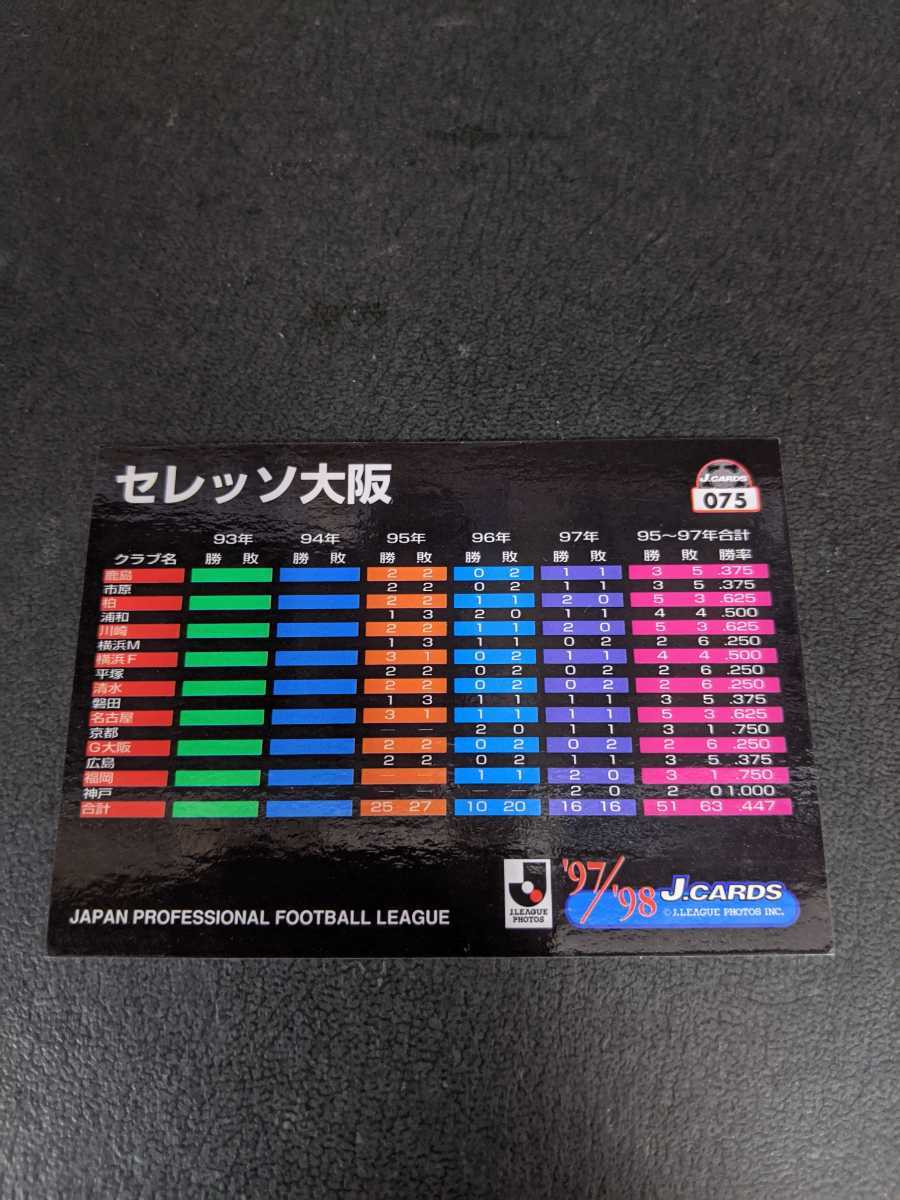 セレッソ大阪
J.CARDS
075
93年 94年 95年 96年 97年 95～97年合計
クラブ名 勝 敗 勝 敗 勝 敗 勝 敗 勝 敗 勝 敗 勝率
鹿島 2 2 0 2 1 1 3 5 .375
市原 2 2 0 2 1 1 3 5 .375
柏 2 2 1 1 2 0 5 3 .625
浦和 1 3 2 0 1 1 4 4 .500
川崎 2 2 1 1 2 0 5 3 .625
横浜M 1 3 1 1 0 2 2 6 .250
横浜F 3 1 0 2 1 1 4 4 .500
平塚 2 2 0 2 0 2 2 6 .250
清水 2 2 0 2 0 2 2 6 .250
磐田 1 3 1 1 1 1 3 5 .375
名古屋 3 1 1 1 1 1 5 3 .625
京都 — — 2 0 1 1 3 1 .750
G大阪 2 2 0 2 0 2 2 6 .250
広島 2 2 0 2 1 1 3 5 .375
福岡 — — 1 1 2 0 3 1 .750
神戸 2 0 2 0 1.000
合計 25 27 10 20 16 16 51 63 .447
JAPAN PROFESSIONAL FOOTBALL LEAGUE
J.LEAGUE
PHOTOS
'97/'98 J.CARDS
© J.LEAGUE PHOTOS INC.